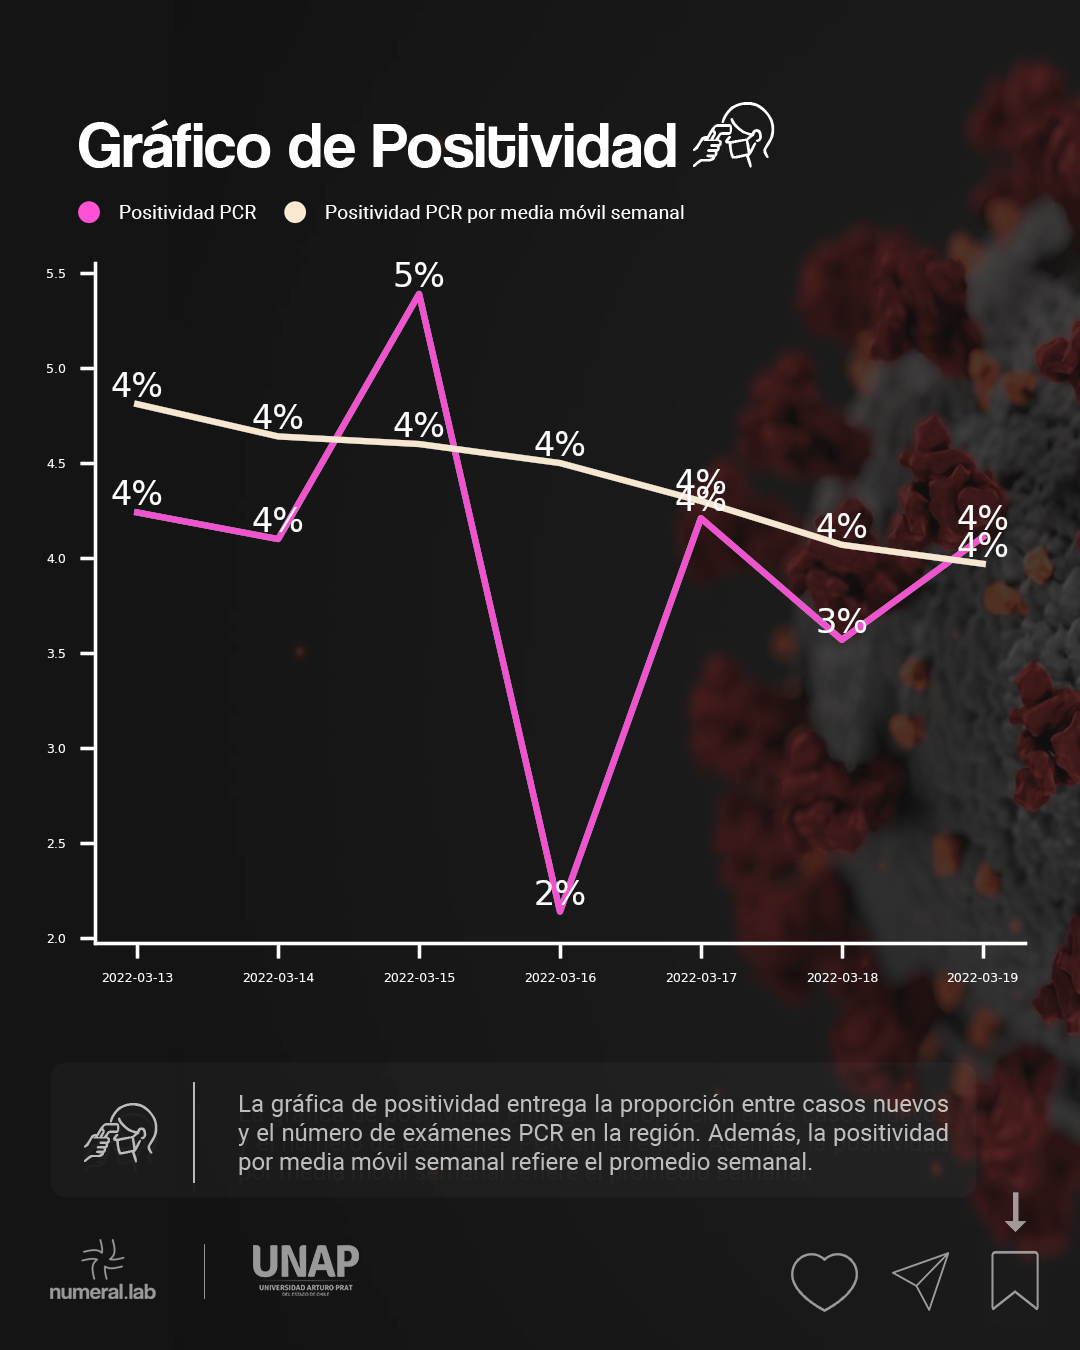 Gráfico de Positividad
Positividad PCR
Positividad PCR por media móvil semanal
5.5
5.0
4.5
4.0
3.5
3.0
2.5
2.0
4%
4%
5%
2%
4%
3%
4%
4%
4%
4%
4%
4%
4%
4%
2022-03-13
2022-03-14
2022-03-15
2022-03-16
2022-03-17
2022-03-18
2022-03-19
La gráfica de positividad entrega la proporción entre casos nuevos
y el número de exámenes PCR en la región. Además, la positividad
por media móvil semanal refiere el promedio semanal.
numeral.lab
UNAP
UNIVERSIDAD ARTURO PRAT
DEL ESTADO DE CHILE